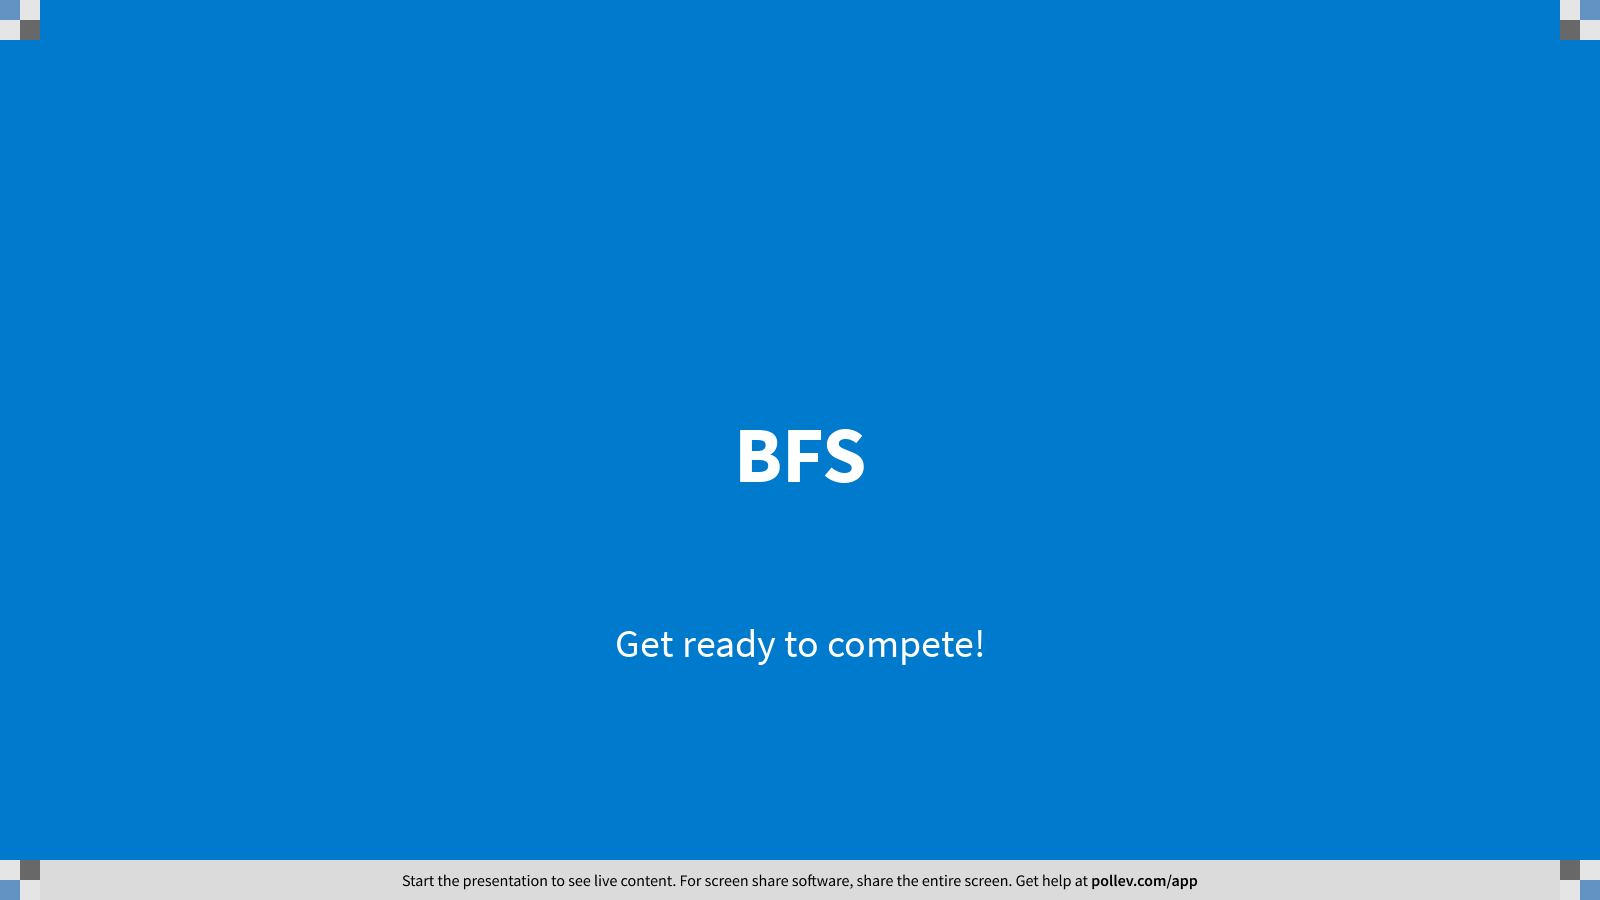 BFS
Get ready to compete!
Start the presentation to see live content. For screen share software, share the entire screen. Get help at pollev.com/app